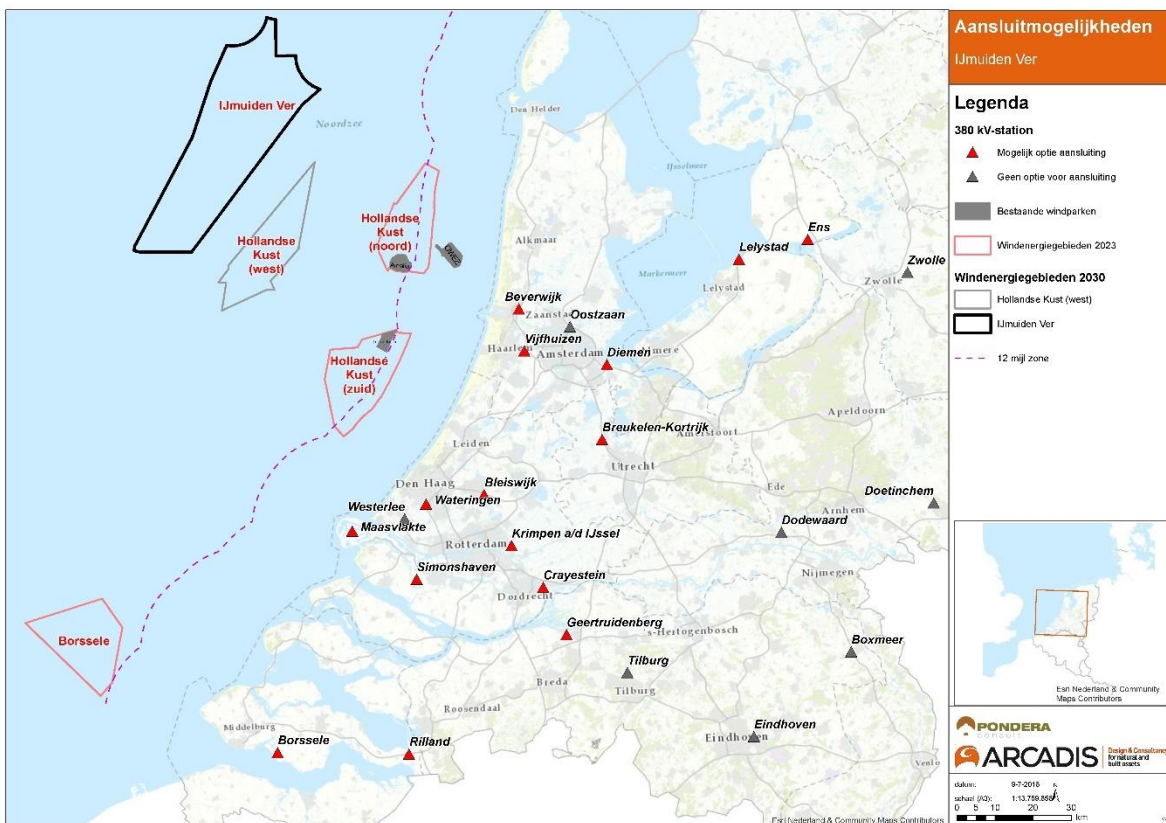 Aansluitmogelijkheden
IJmuiden Ver
Legenda
380 kV-station
Mogelijk optie aansluiting
Geen optie voor aansluiting
Bestaande windparken
Windenergiegebieden 2023
Windenergiegebieden 2030
Hollandse Kust (west)
IJmuiden Ver
12 mijl zone
IJmuiden Ver
Noordzee
Den Helder
IJsselmeer
Hollandse
Kust
(noord)
Hollandse
Kust
(west)
OWEZ
Alkmaar
Markermeer
Ens
Lelystad
Lelystad
Zwolle
Zwolle
Beverwijk
Zaanstad
Oostzaan
Vijfhuizen
Haarlem
Amsterdam
Diemen
Almere
Hollandse
Kust
(zuid)
Apeldoorn
Breukelen-Kortrijk
Amersfoort
Leiden
Utrecht
Den Haag
Bleiswijk
Ede
Doetinchem
Wateringen
Westerlee
Arnhem
Dodewaard
Maasvlakte
Rotterdam
Krimpen a/d IJssel
Nijmegen
Simonshaven
Crayestein
Dordrecht
Geertruidenberg
's-Hertogenbosch
Borssele
Boxmeer
Tilburg
Breda
Tilburg
Roosendaal
Middelburg
Borssele
Rilland
Eindhoven
Eindhoven
Venlo
Esri Nederland & Community Maps Contributors
Esri Nederland & Community
Maps Contributors
PONDERA
CONSULT
ARCADIS
Design & Consultancy
for natural and
built assets
datum:
9-7-2018
schaal (A3):
0 5 10 20 30
km